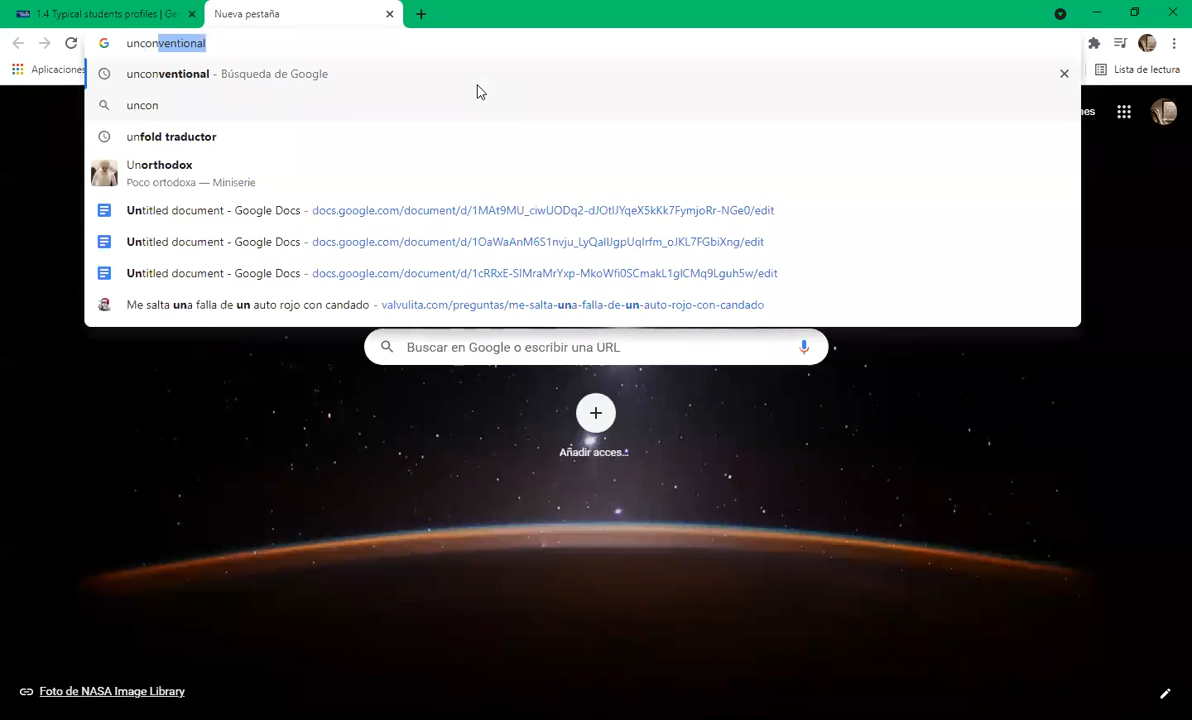 1.4 Typical students profiles | Ge
Nueva pestaña
unconventional
unconventional - Búsqueda de Google
uncon
unfold traductor
Unorthodox
Poco ortodoxa — Miniserie
Untitled document - Google Docs - docs.google.com/document/d/1MAt9MU_ciwUODq2-dJOtIJYqeX5kKk7FymjoRr-NGe0/edit
Untitled document - Google Docs - docs.google.com/document/d/1OaWaAnM6S1nvju_LyQaIlJgpUqIrfm_oJKL7FGbiXng/edit
Untitled document - Google Docs - docs.google.com/document/d/1cRRxE-SIMraMrYxp-MkoWfi0SCmakL1glCMq9Lguh5w/edit
Me salta una falla de un auto rojo con candado - valvulita.com/preguntas/me-salta-una-falla-de-un-auto-rojo-con-candado
Aplicaciones
Lista de lectura
nes
Buscar en Google o escribir una URL
Añadir acces...
Foto de NASA Image Library